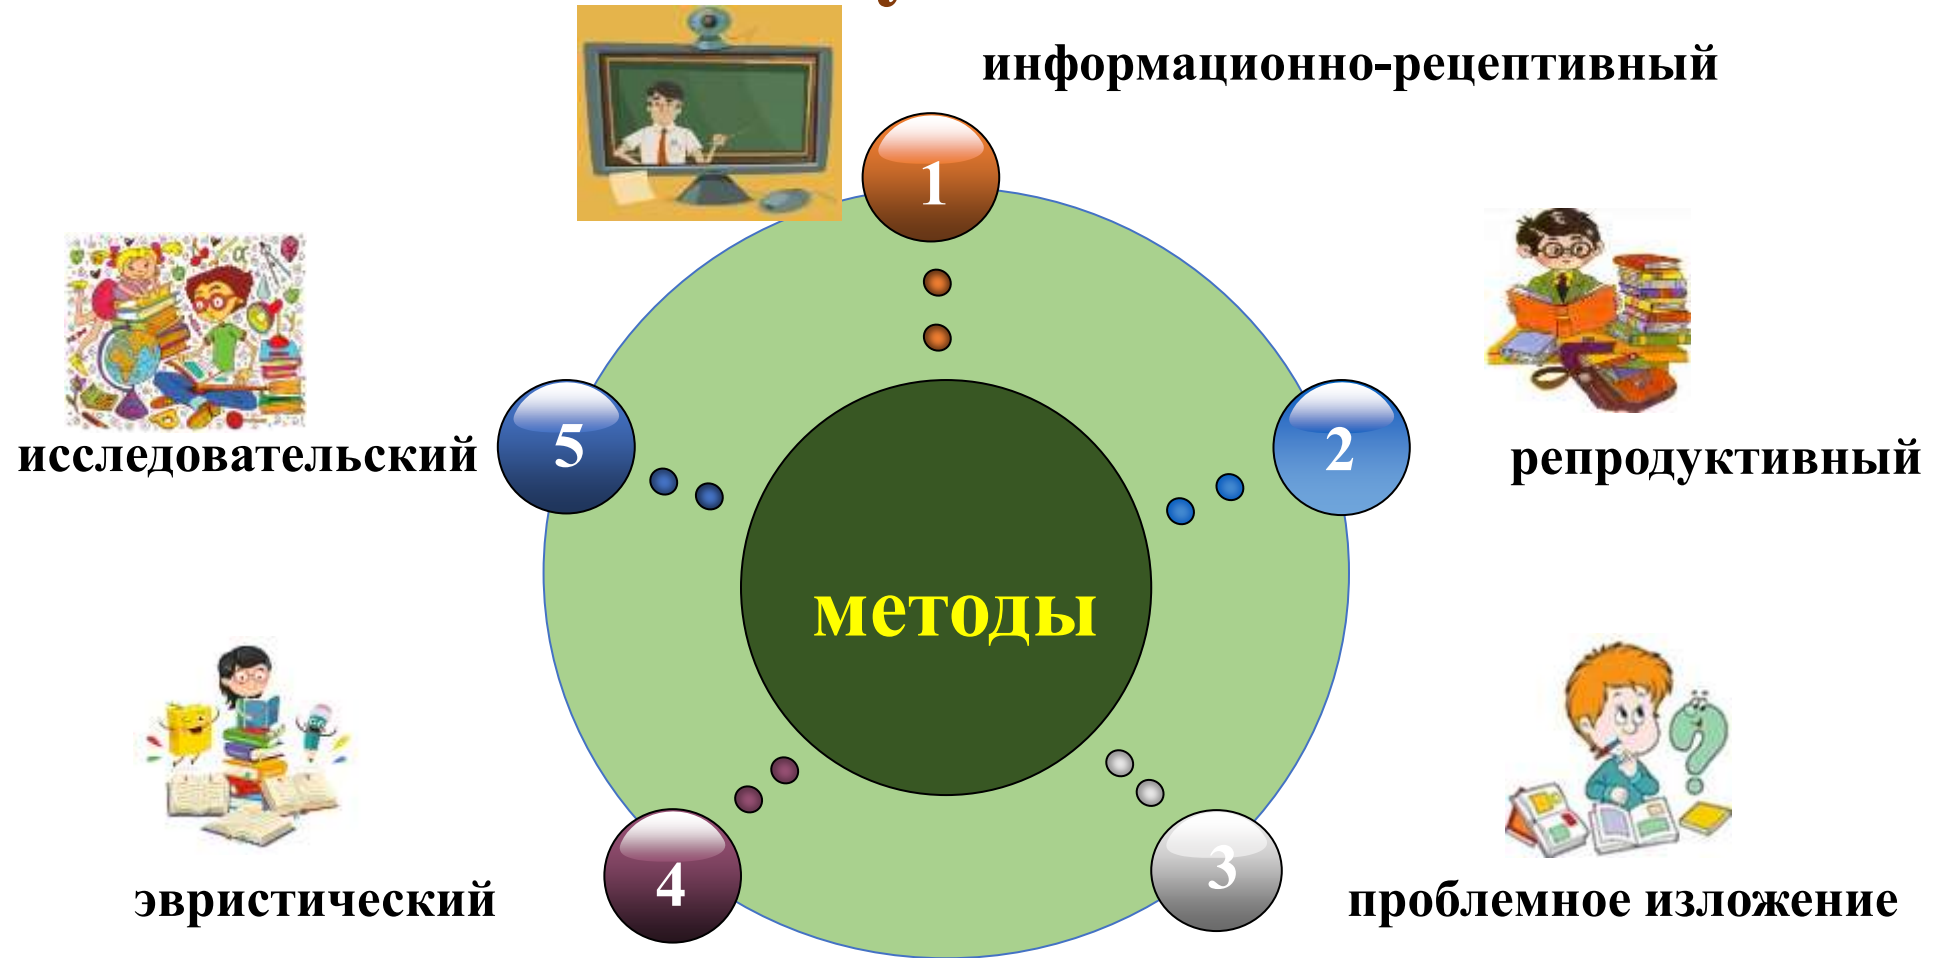 информационно-рецептивный
1
2
репродуктивный
3
проблемное изложение
4
эвристический
5
исследовательский
методы